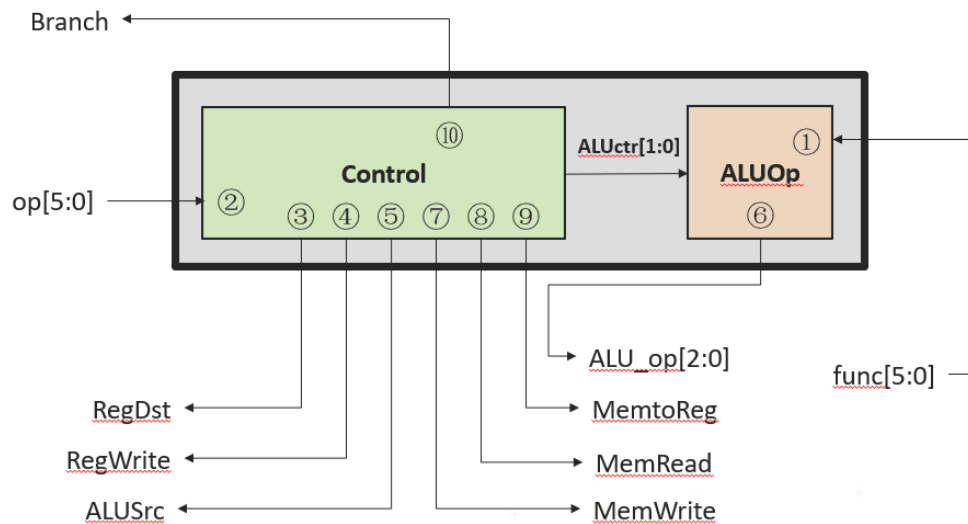 Branch
⑩
ALUctr[1:0]
①
Control
ALUOp
op[5:0]
②
③ ④ ⑤ ⑦ ⑧ ⑨
⑥
ALU_op[2:0]
func[5:0]
RegDst
MemtoReg
RegWrite
MemRead
ALUSrc
MemWrite